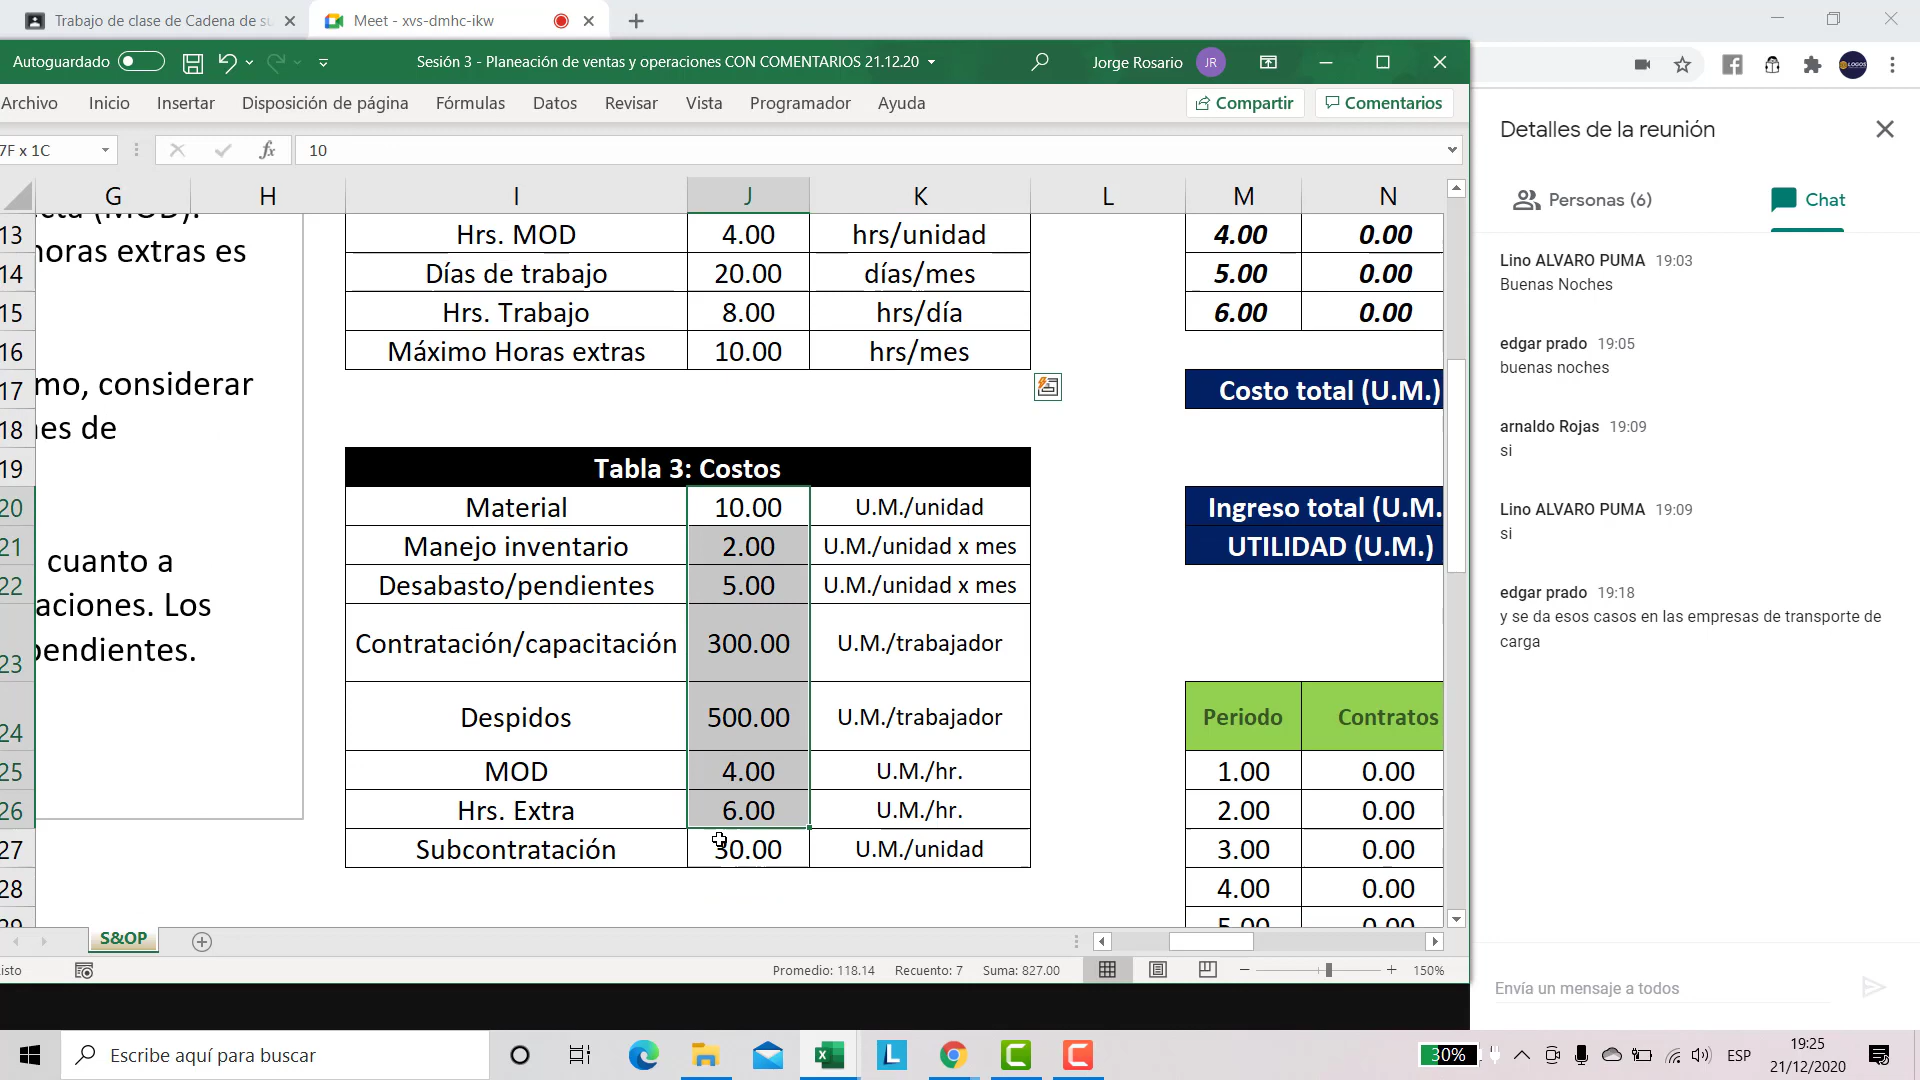 Trabajo de clase de Cadena de su
Meet - xvs-dmhc-ikw
Autoguardado
Sesión 3 - Planeación de ventas y operaciones CON COMENTARIOS 21.12.20
Jorge Rosario
JR
Archivo
Inicio
Insertar
Disposición de página
Fórmulas
Datos
Revisar
Vista
Programador
Ayuda
Compartir
Comentarios
7F x 1C
fx
10
G H I J K L M N
13 Hrs. MOD 4.00 hrs/unidad 4.00 0.00
horas extras es
14 Días de trabajo 20.00 días/mes 5.00 0.00
15 Hrs. Trabajo 8.00 hrs/día 6.00 0.00
16 Máximo Horas extras 10.00 hrs/mes
17 mo, considerar
Costo total (U.M.)
18 nes de
19 Tabla 3: Costos
20 Material 10.00 U.M./unidad Ingreso total (U.M.
21 Manejo inventario 2.00 U.M./unidad x mes UTILIDAD (U.M.)
cuanto a
22 Desabasto/pendientes 5.00 U.M./unidad x mes
aciones. Los
23 Contratación/capacitación 300.00 U.M./trabajador
pendientes.
24 Despidos 500.00 U.M./trabajador Periodo Contratos
25 MOD 4.00 U.M./hr. 1.00 0.00
26 Hrs. Extra 6.00 U.M./hr. 2.00 0.00
27 Subcontratación 30.00 U.M./unidad 3.00 0.00
28 4.00 0.00
29 5.00 0.00
S&OP
isto
Promedio: 118.14
Recuento: 7
Suma: 827.00
150%
Detalles de la reunión
Personas (6)
Chat
Lino ALVARO PUMA 19:03
Buenas Noches
edgar prado 19:05
buenas noches
arnaldo Rojas 19:09
si
Lino ALVARO PUMA 19:09
si
edgar prado 19:18
y se da esos casos en las empresas de transporte de
carga
Envía un mensaje a todos
Escribe aquí para buscar
30%
ESP
19:25
21/12/2020